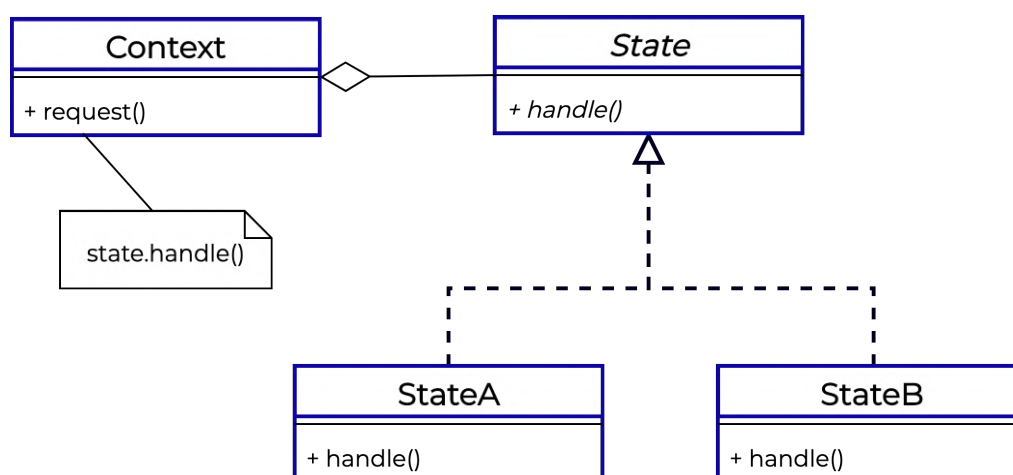 Context
+ request()
State
+ handle()
state.handle()
StateA
+ handle()
StateB
+ handle()